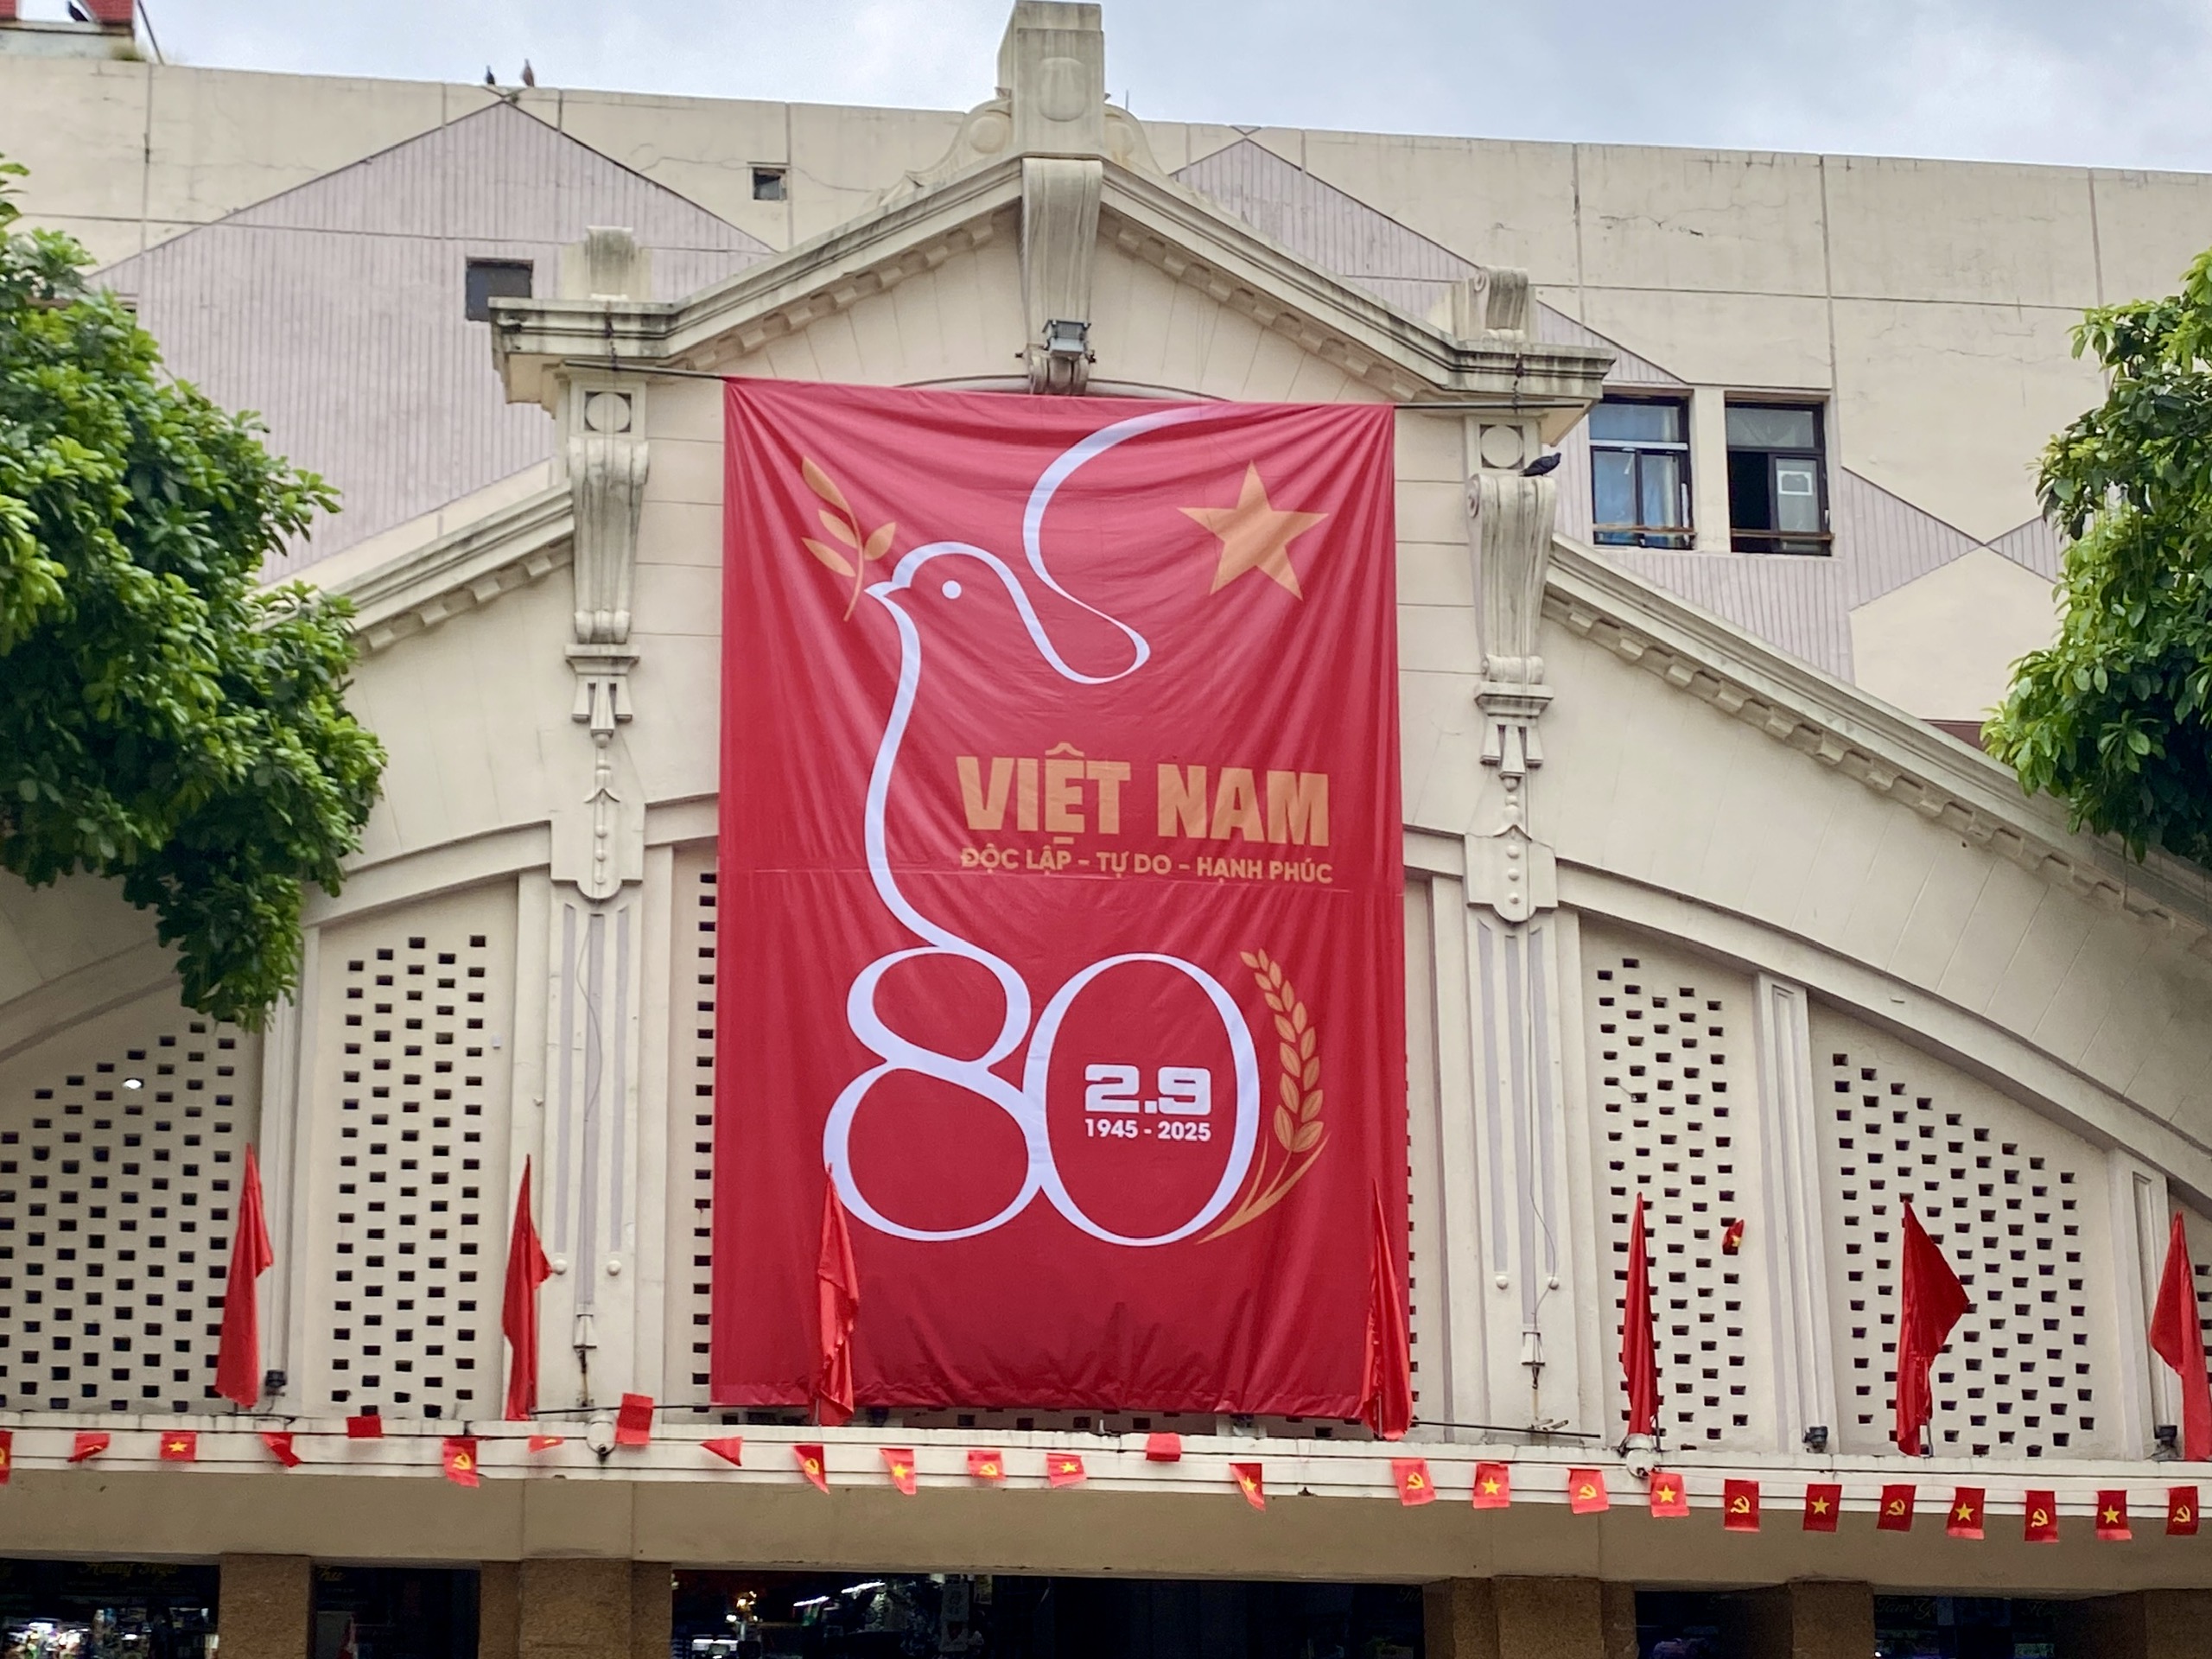 VIỆT NAM
ĐỘC LẬP - TỰ DO - HẠNH PHÚC
80
2.9
1945 - 2025